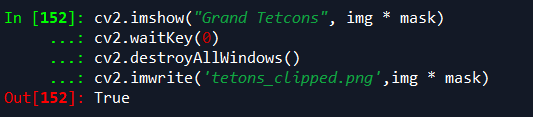 In [152]: cv2.imshow("Grand Tetcons", img * mask)
...: cv2.waitKey(0)
...: cv2.destroyAllWindows()
...: cv2.imwrite('tetons_clipped.png',img * mask)
Out[152]: True